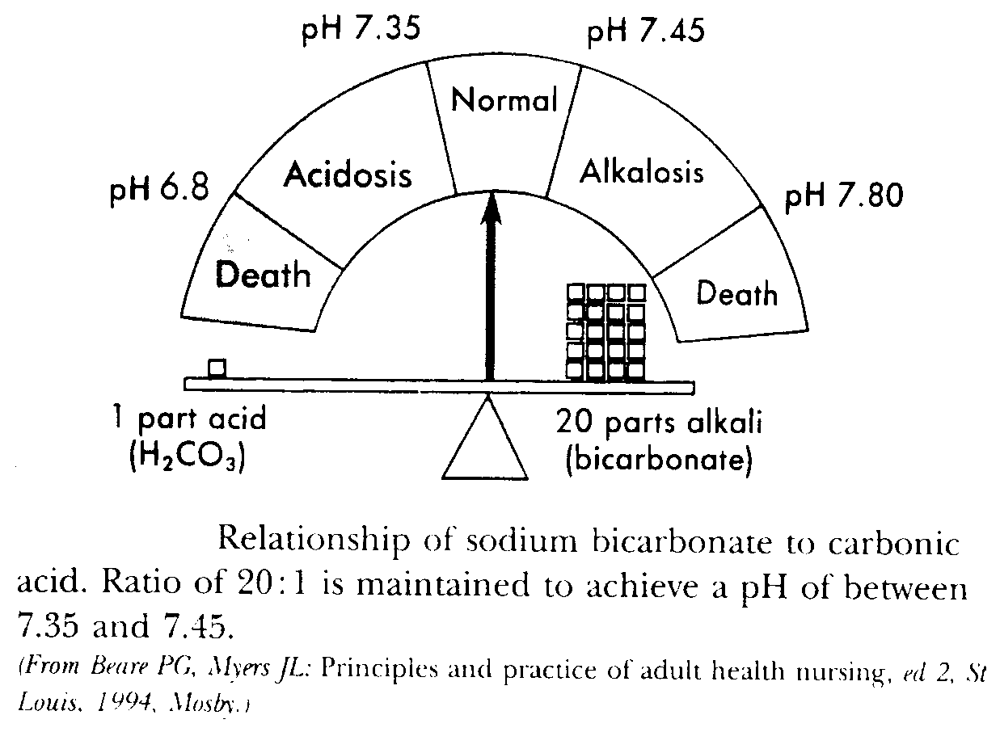 pH 7.35
pH 7.45
Normal
Acidosis
Alkalosis
pH 6.8
pH 7.80
Death
Death
1 part acid
(H₂CO₃)
20 parts alkali
(bicarbonate)
Relationship of sodium bicarbonate to carbonic
acid. Ratio of 20:1 is maintained to achieve a pH of between
7.35 and 7.45.
(From Beare PG, Myers JL: Principles and practice of adult health nursing, ed 2, St
Louis, 1994, Mosby.)